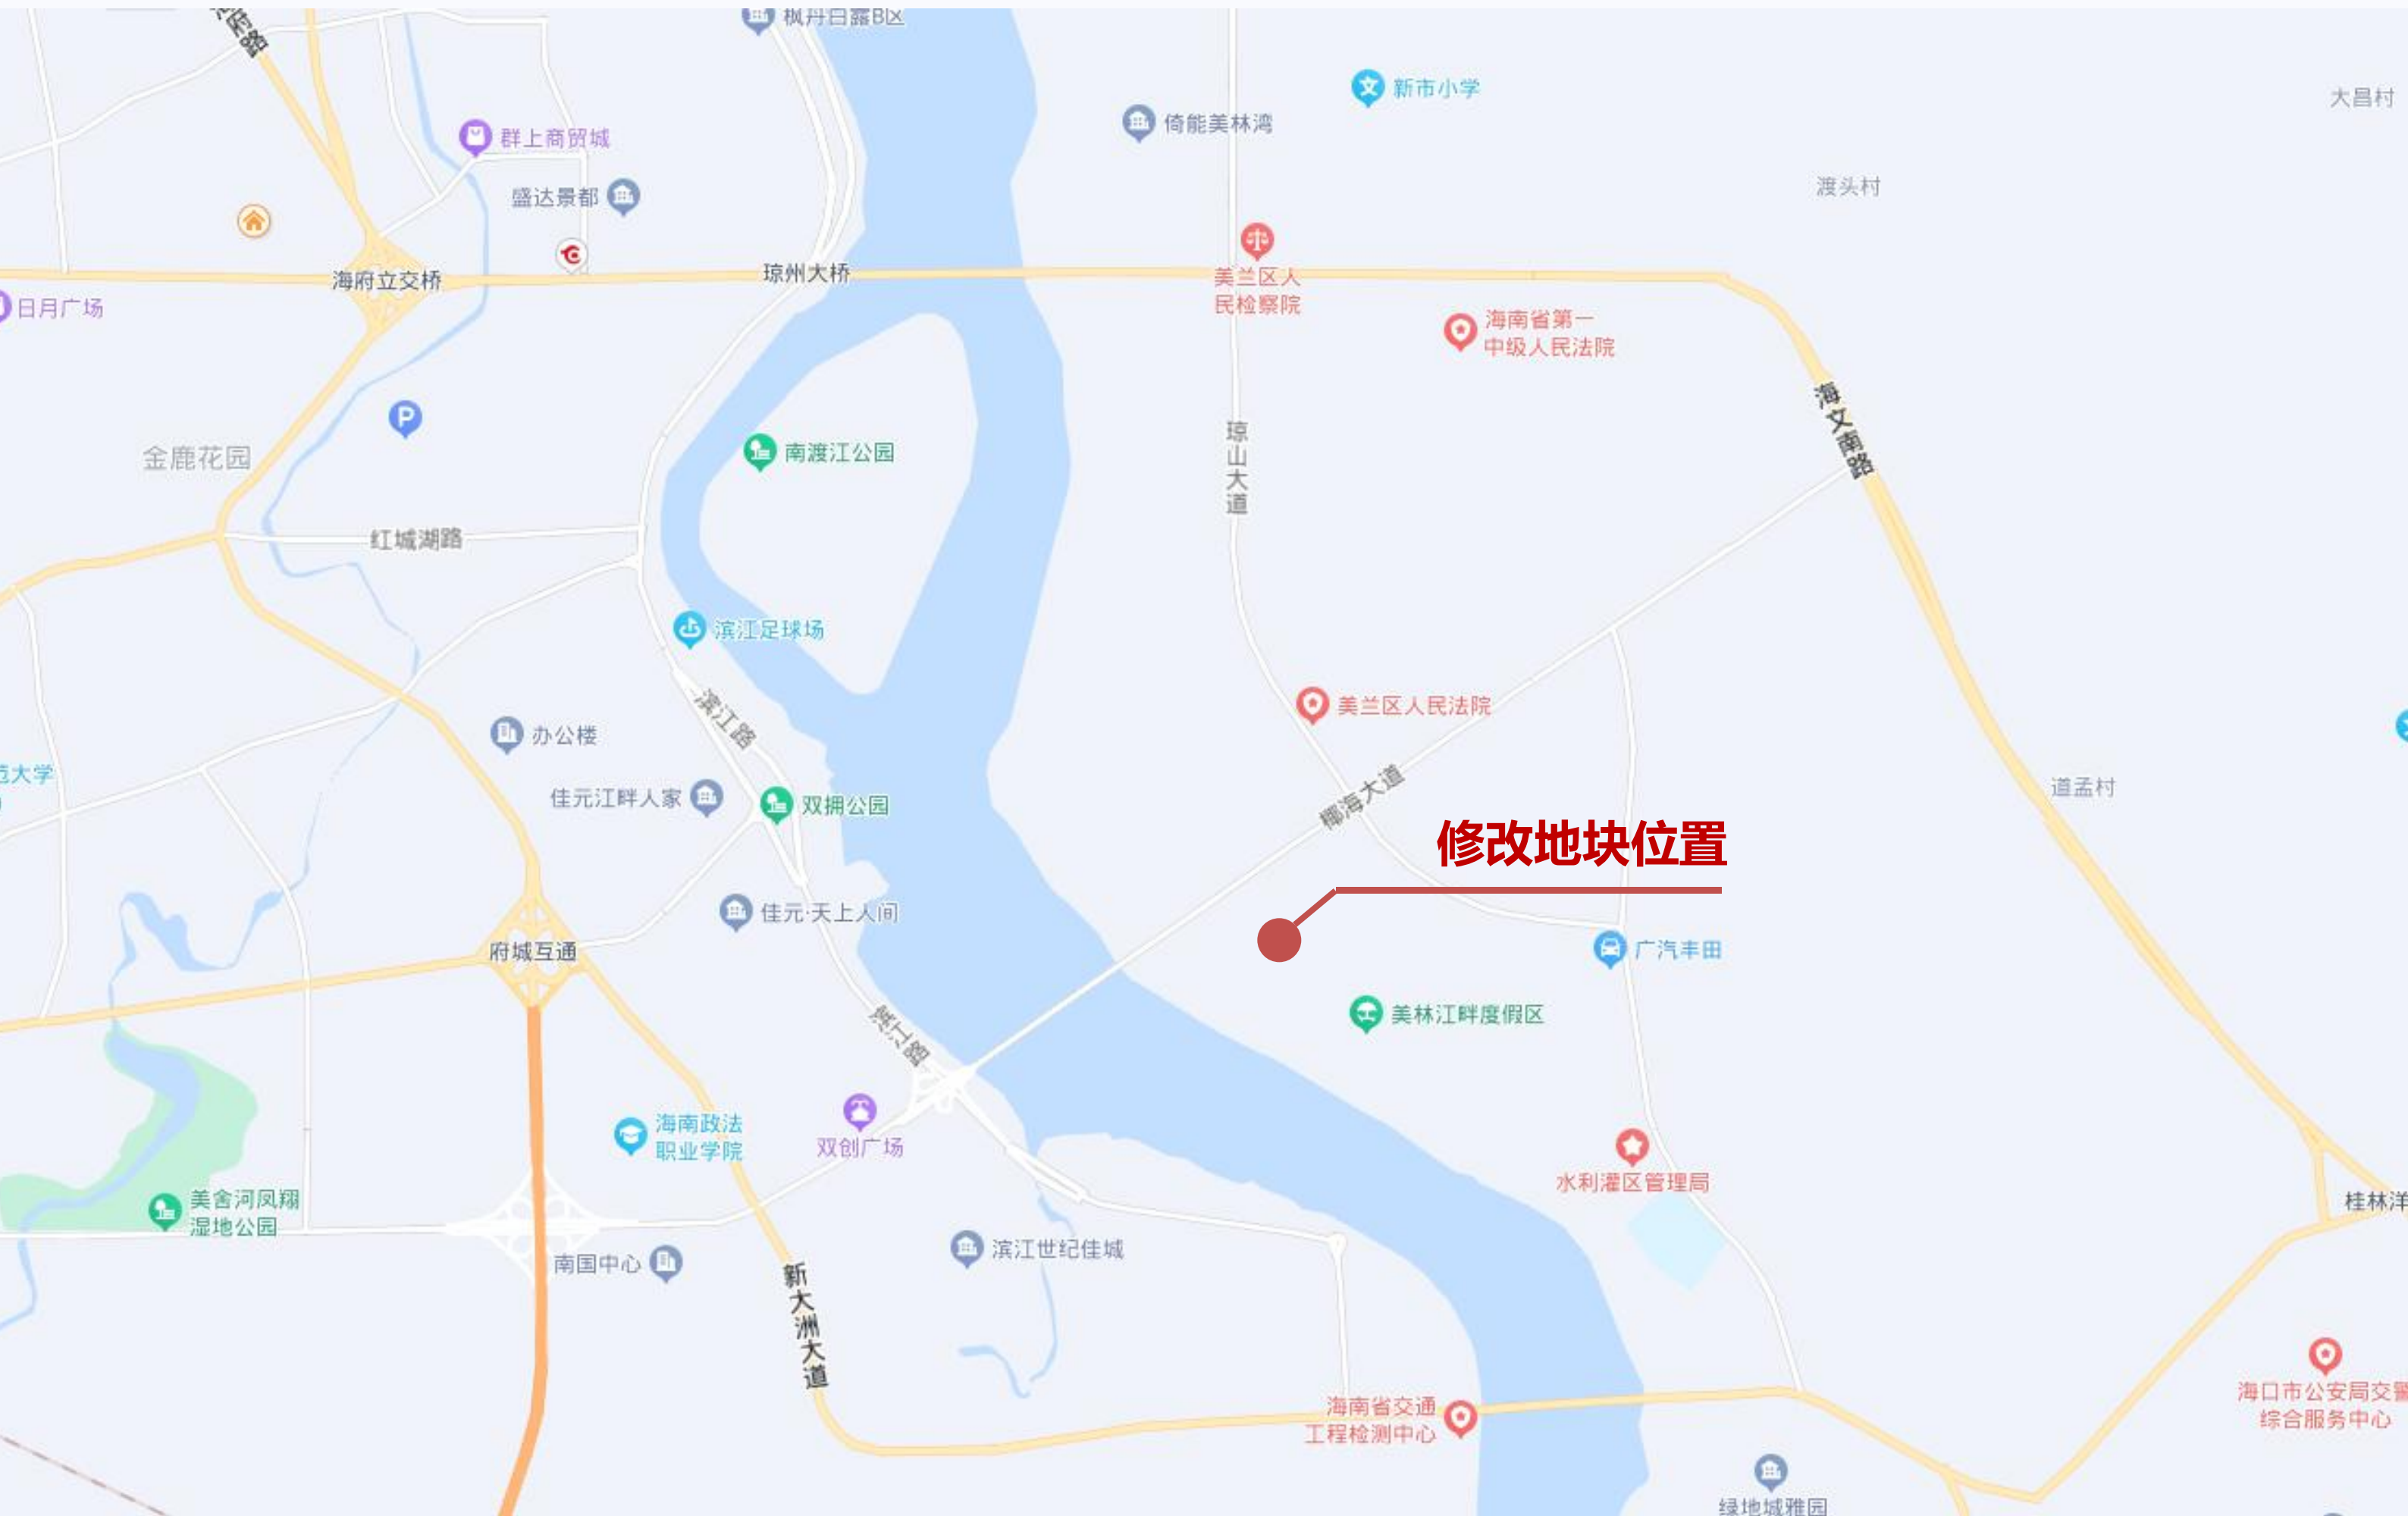 海府路
枫丹白露B区
新市小学
大昌村
倚能美林湾
群上商贸城
渡头村
盛达景都
海府立交桥
琼州大桥
美兰区人
民检察院
日月广场
海南省第一
中级人民法院
海文南路
琼山大道
南渡江公园
金鹿花园
P
红城湖路
滨江足球场
滨江路
美兰区人民法院
办公楼
范大学
椰海大道
道孟村
佳元江畔人家
双拥公园
修改地块位置
佳元·天上人间
府城互通
广汽丰田
滨江路
美林江畔度假区
海南政法
职业学院
双创广场
水利灌区管理局
美舍河凤翔
湿地公园
桂林洋
南国中心
滨江世纪佳城
新大洲大道
海南省交通
工程检测中心
海口市公安局交警
综合服务中心
绿地城雅园